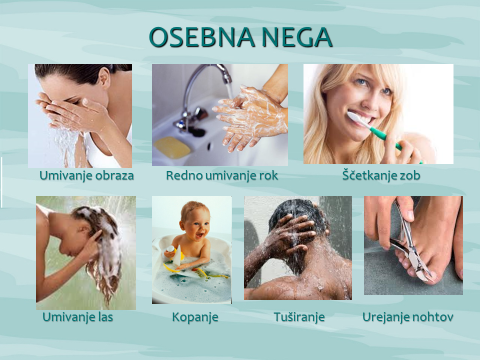 OSEBNA NEGA
Umivanje obraza
Redno umivanje rok
Ščetkanje zob
Umivanje las
Kopanje
Tuširanje
Urejanje nohtov